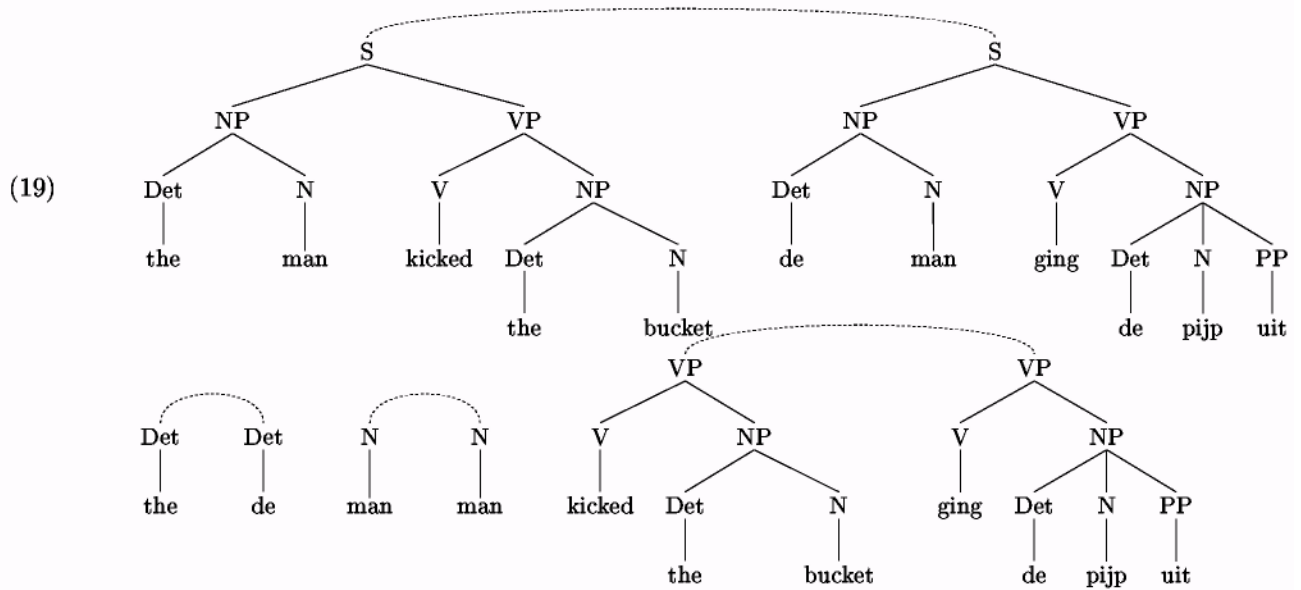 S S
NP VP NP VP
(19) Det N V NP Det N V NP
the man kicked Det N de man ging Det N PP
the bucket de pijp uit
VP VP
Det Det N N V NP V NP
the de man man kicked Det N ging Det N PP
the bucket de pijp uit